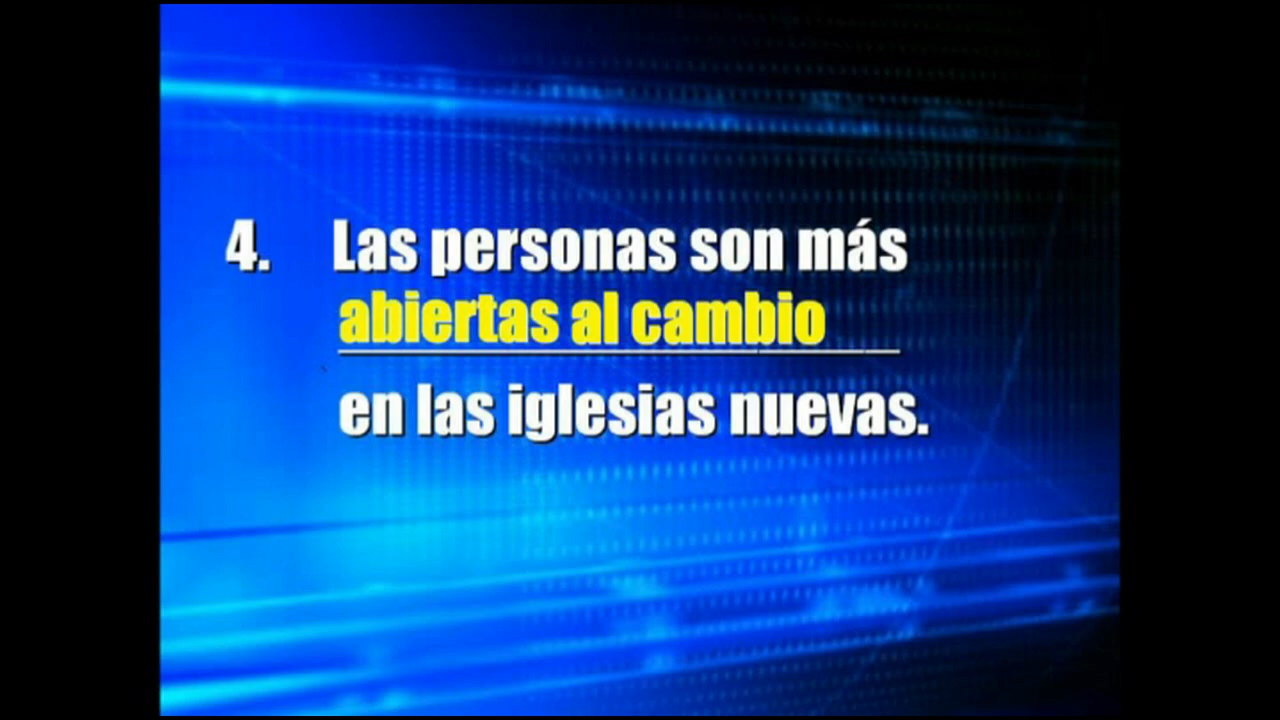 4. Las personas son más
abiertas al cambio
en las iglesias nuevas.